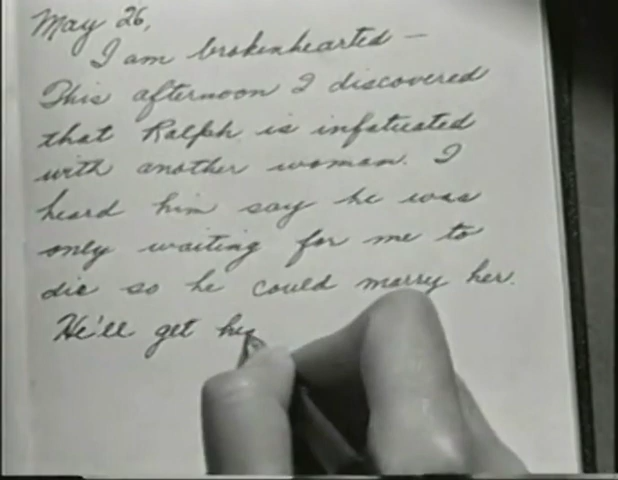 May 26,
I am brokenhearted —
This afternoon I discovered
that Ralph is infatuated
with another woman. I
heard him say he was
only waiting for me to
die so he could marry her.
He'll get